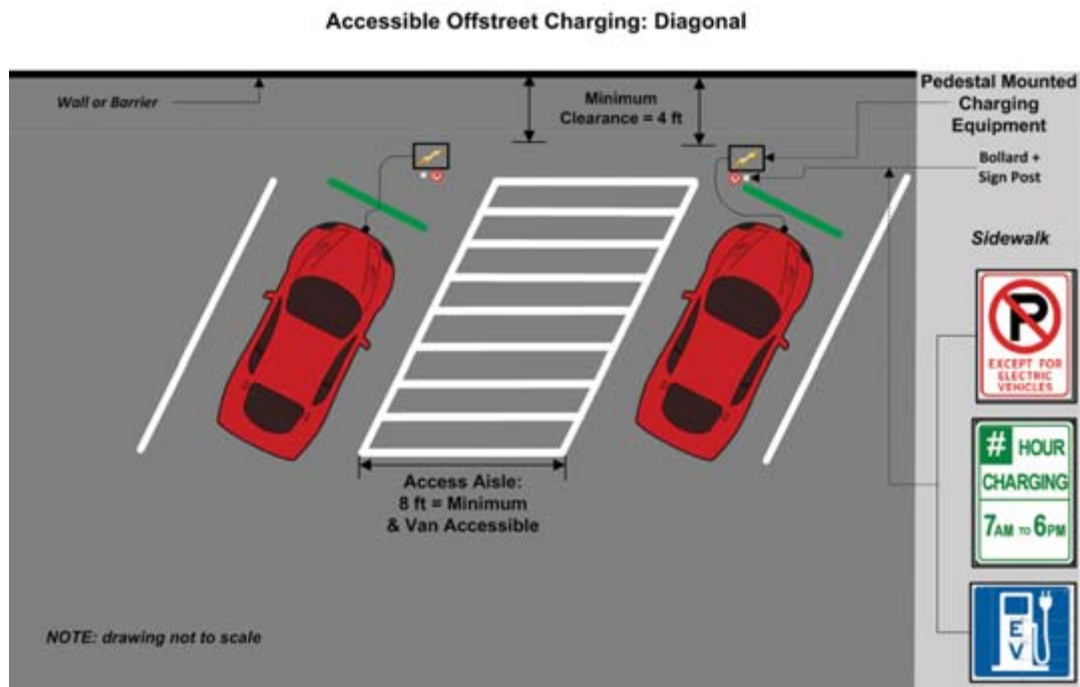 Accessible Offstreet Charging: Diagonal
Wall or Barrier
Minimum
Clearance = 4 ft
Pedestal Mounted
Charging
Equipment
Bollard +
Sign Post
Sidewalk
P
EXCEPT FOR
ELECTRIC
VEHICLES
# HOUR
CHARGING
7AM TO 6PM
EV
Access Aisle:
8 ft = Minimum
& Van Accessible
NOTE: drawing not to scale